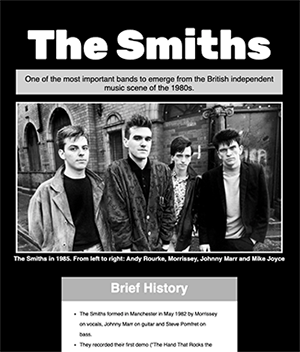 The Smiths
One of the most important bands to emerge from the British independent
music scene of the 1980s.
The Smiths in 1985. From left to right: Andy Rourke, Morrissey, Johnny Marr and Mike Joyce
Brief History
• The Smiths formed in Manchester in May 1982 by Morrissey
on vocals, Johnny Marr on guitar and Steve Pomfret on
bass.
• They recorded their first demo ("The Hand That Rocks the